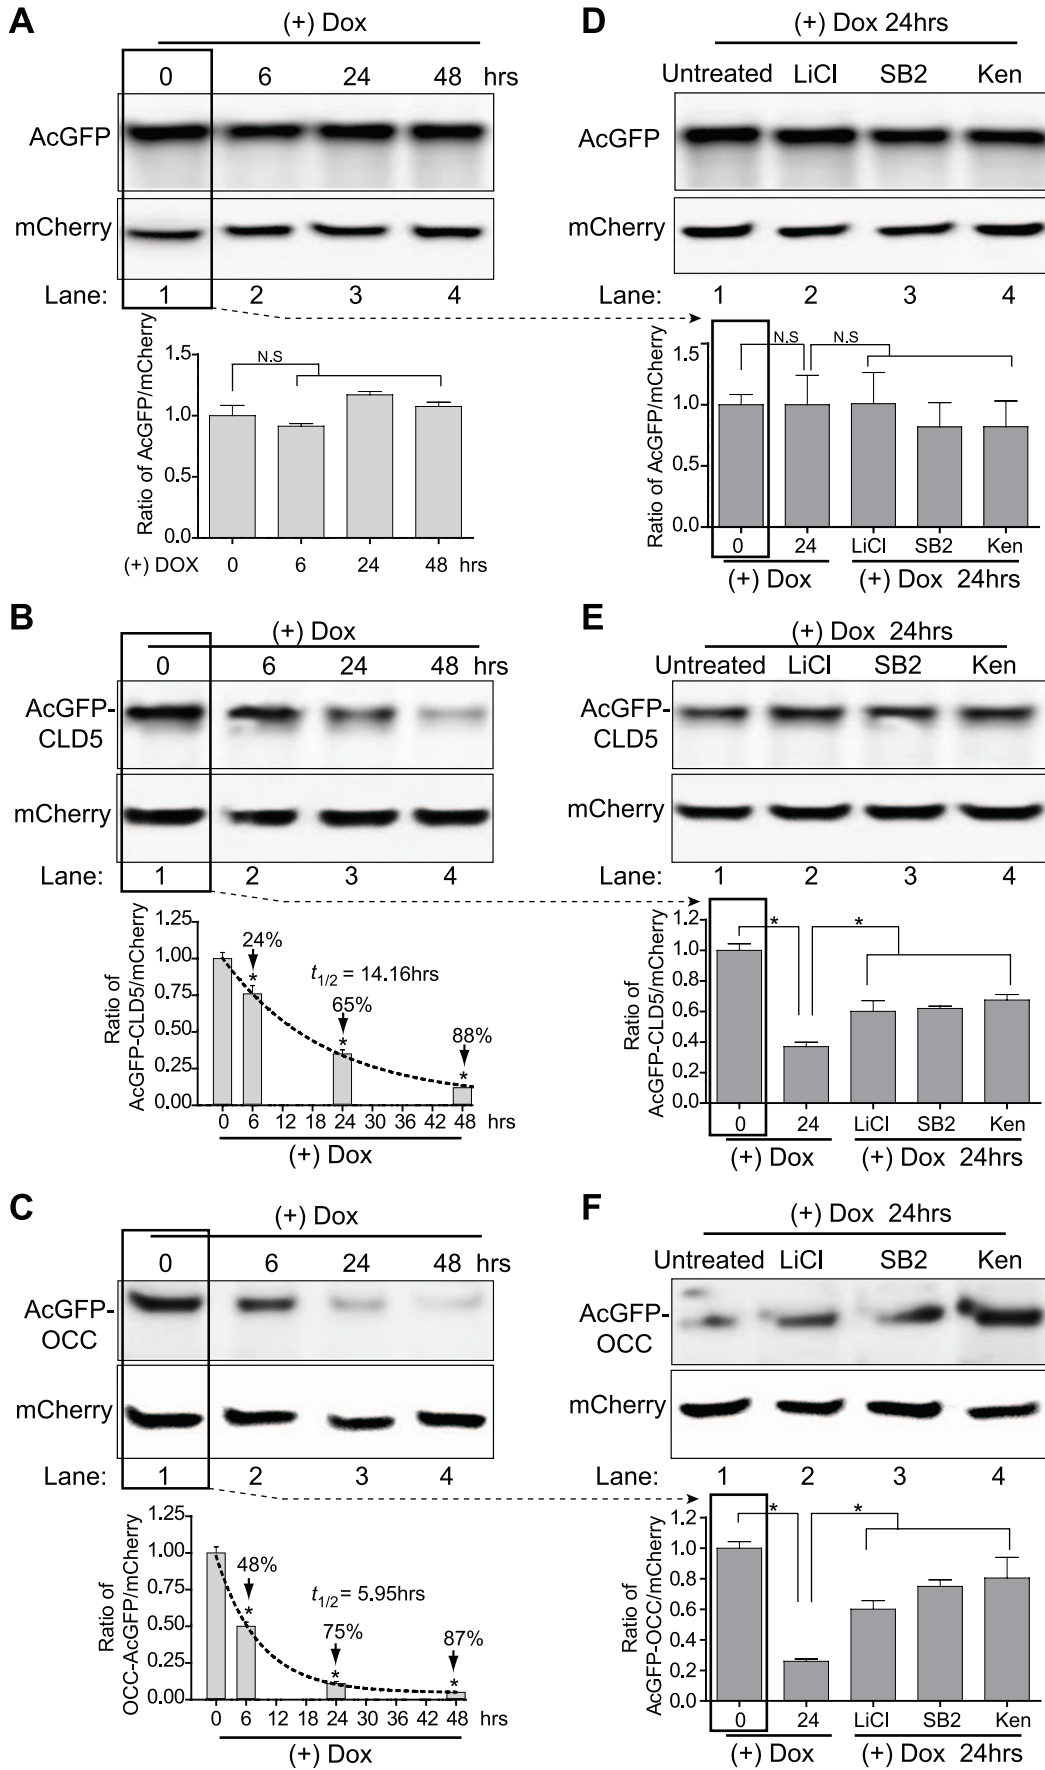 A
(+) Dox
0 6 24 48 hrs
AcGFP
mCherry
Lane: 1 2 3 4
Ratio of AcGFP/mCherry
1.5
1.0
0.5
0.0
N.S
(+) DOX 0 6 24 48 hrs
D
(+) Dox 24hrs
Untreated LiCl SB2 Ken
AcGFP
mCherry
Lane: 1 2 3 4
Ratio of AcGFP/mCherry
1.5
1.0
0.5
0.0
N.S N.S
0 24 LiCl SB2 Ken
(+) Dox (+) Dox 24hrs
B
(+) Dox
0 6 24 48 hrs
AcGFP-
CLD5
mCherry
Lane: 1 2 3 4
Ratio of
AcGFP-CLD5/mCherry
1.25
1.00
0.75
0.50
0.25
0.00
24%
*
t1/2 = 14.16hrs
65%
*
88%
*
0 6 12 18 24 30 36 42 48 hrs
(+) Dox
E
(+) Dox 24hrs
Untreated LiCl SB2 Ken
AcGFP-
CLD5
mCherry
Lane: 1 2 3 4
Ratio of
AcGFP-CLD5/mCherry
1.2
1.0
0.8
0.6
0.4
0.2
0.0
* *
0 24 LiCl SB2 Ken
(+) Dox (+) Dox 24hrs
C
(+) Dox
0 6 24 48 hrs
AcGFP-
OCC
mCherry
Lane: 1 2 3 4
Ratio of
OCC-AcGFP/mCherry
1.25
1.00
0.75
0.50
0.25
0.00
48%
*
t1/2 = 5.95hrs
75%
*
87%
*
0 6 12 18 24 30 36 42 48 hrs
(+) Dox
F
(+) Dox 24hrs
Untreated LiCl SB2 Ken
AcGFP-
OCC
mCherry
Lane: 1 2 3 4
Ratio of
AcGFP-OCC/mCherry
1.2
1.0
0.8
0.6
0.4
0.2
0.0
* *
0 24 LiCl SB2 Ken
(+) Dox (+) Dox 24hrs